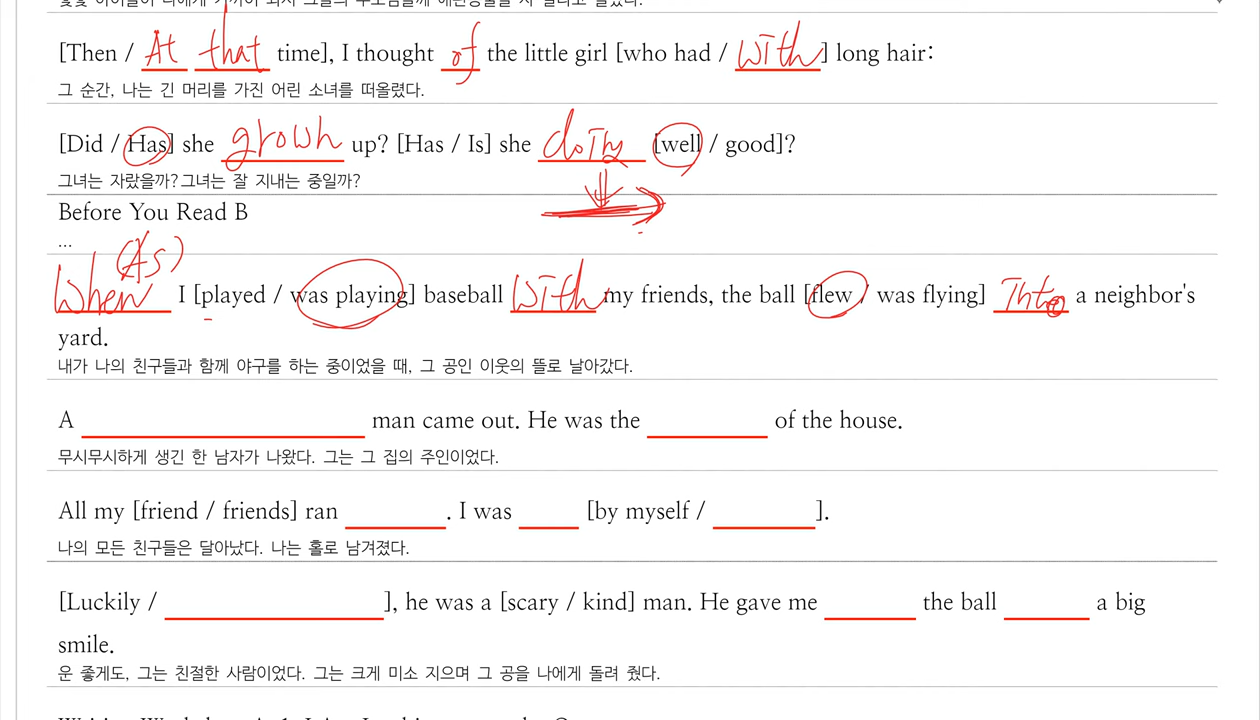 [Then / At that time], I thought of the little girl [who had / with] long hair:
그 순간, 나는 긴 머리를 가진 어린 소녀를 떠올렸다.
[Did / Has] she grown up? [Has / Is] she doing [well / good]?
그녀는 자랐을까? 그녀는 잘 지내는 중일까?
Before You Read B
...
(As)
When I [played / was playing] baseball with my friends, the ball [flew / was flying] into a neighbor's
yard.
내가 나의 친구들과 함께 야구를 하는 중이었을 때, 그 공인 이웃의 뜰로 날아갔다.
A ____ man came out. He was the ____ of the house.
무시무시하게 생긴 한 남자가 나왔다. 그는 그 집의 주인이었다.
All my [friend / friends] ran ____. I was ____ [by myself / ____].
나의 모든 친구들은 달아났다. 나는 홀로 남겨졌다.
[Luckily / ____], he was a [scary / kind] man. He gave me ____ the ball ____ a big
smile.
운 좋게도, 그는 친절한 사람이었다. 그는 크게 미소 지으며 그 공을 나에게 돌려 줬다.